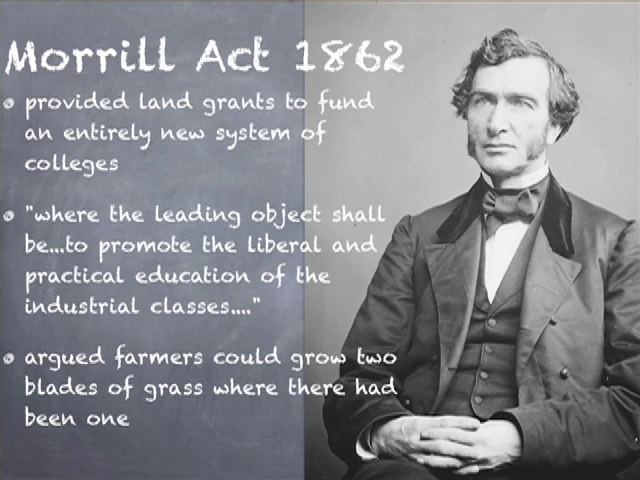 Morrill Act 1862
provided land grants to fund
an entirely new system of
colleges
"where the leading object shall
be...to promote the liberal and
practical education of the
industrial classes...."
argued farmers could grow two
blades of grass where there had
been one